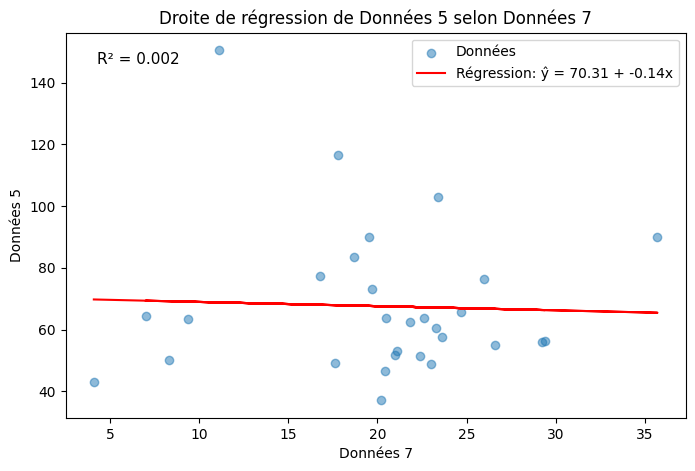 Droite de régression de Données 5 selon Données 7
R² = 0.002
Données
Régression: ŷ = 70.31 + -0.14x
140
120
100
80
60
40
Données 5
5 10 15 20 25 30 35
Données 7